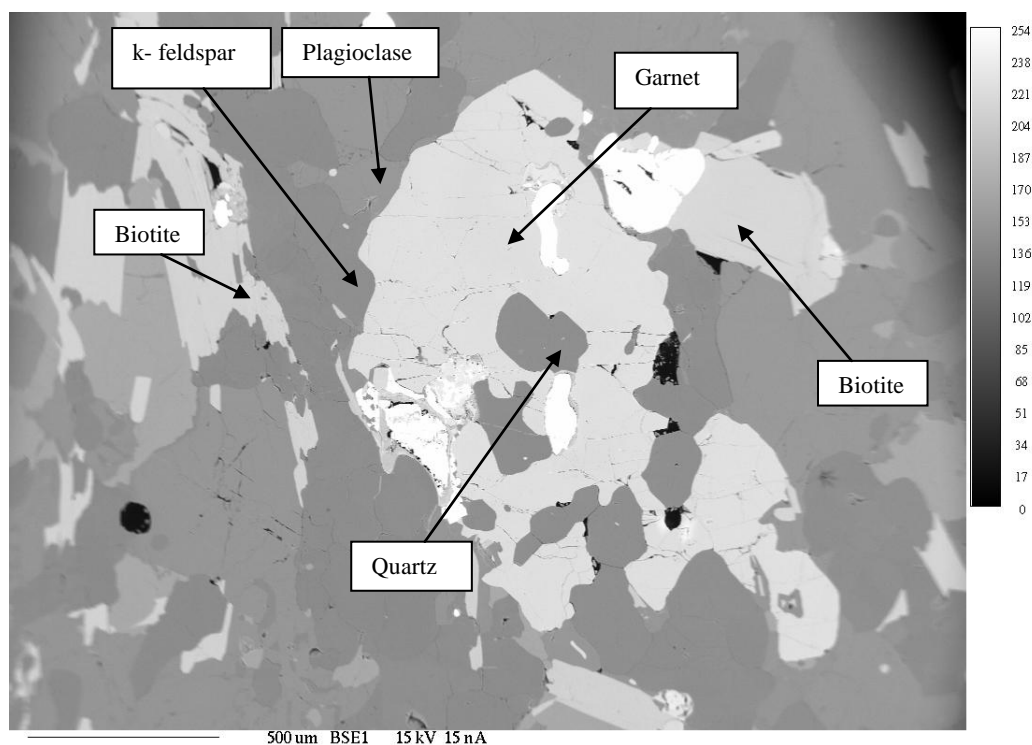 k- feldspar
Plagioclase
Garnet
Biotite
Biotite
Quartz
254
238
221
204
187
170
153
136
119
102
85
68
51
34
17
0
500 um BSE1 15 kV 15 nA